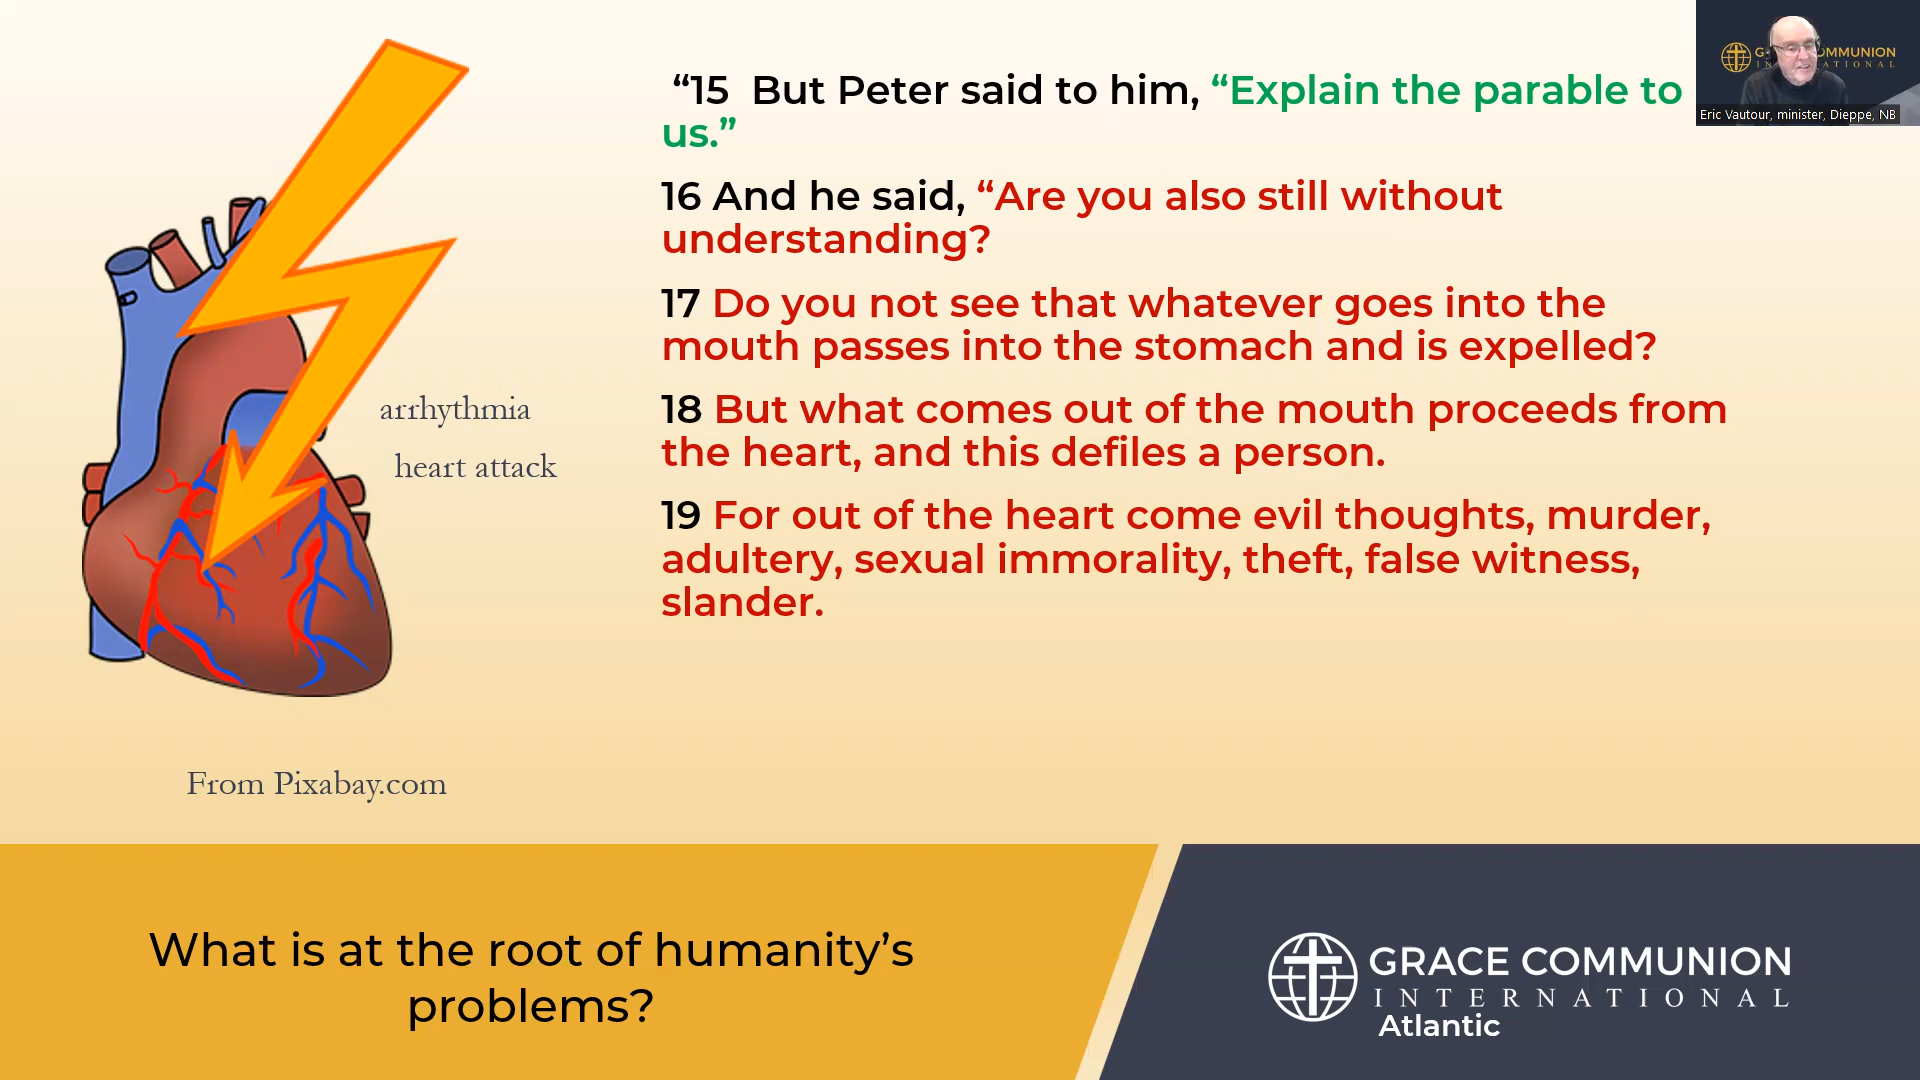 “15  But Peter said to him, “Explain the parable to
us.”
16 And he said, “Are you also still without
understanding?
17 Do you not see that whatever goes into the
mouth passes into the stomach and is expelled?
18 But what comes out of the mouth proceeds from
the heart, and this defiles a person.
19 For out of the heart come evil thoughts, murder,
adultery, sexual immorality, theft, false witness,
slander.
arrhythmia
heart attack
From Pixabay.com
What is at the root of humanity’s
problems?
GRACE COMMUNION
INTERNATIONAL
Atlantic
Eric Vautour, minister, Dieppe, NB